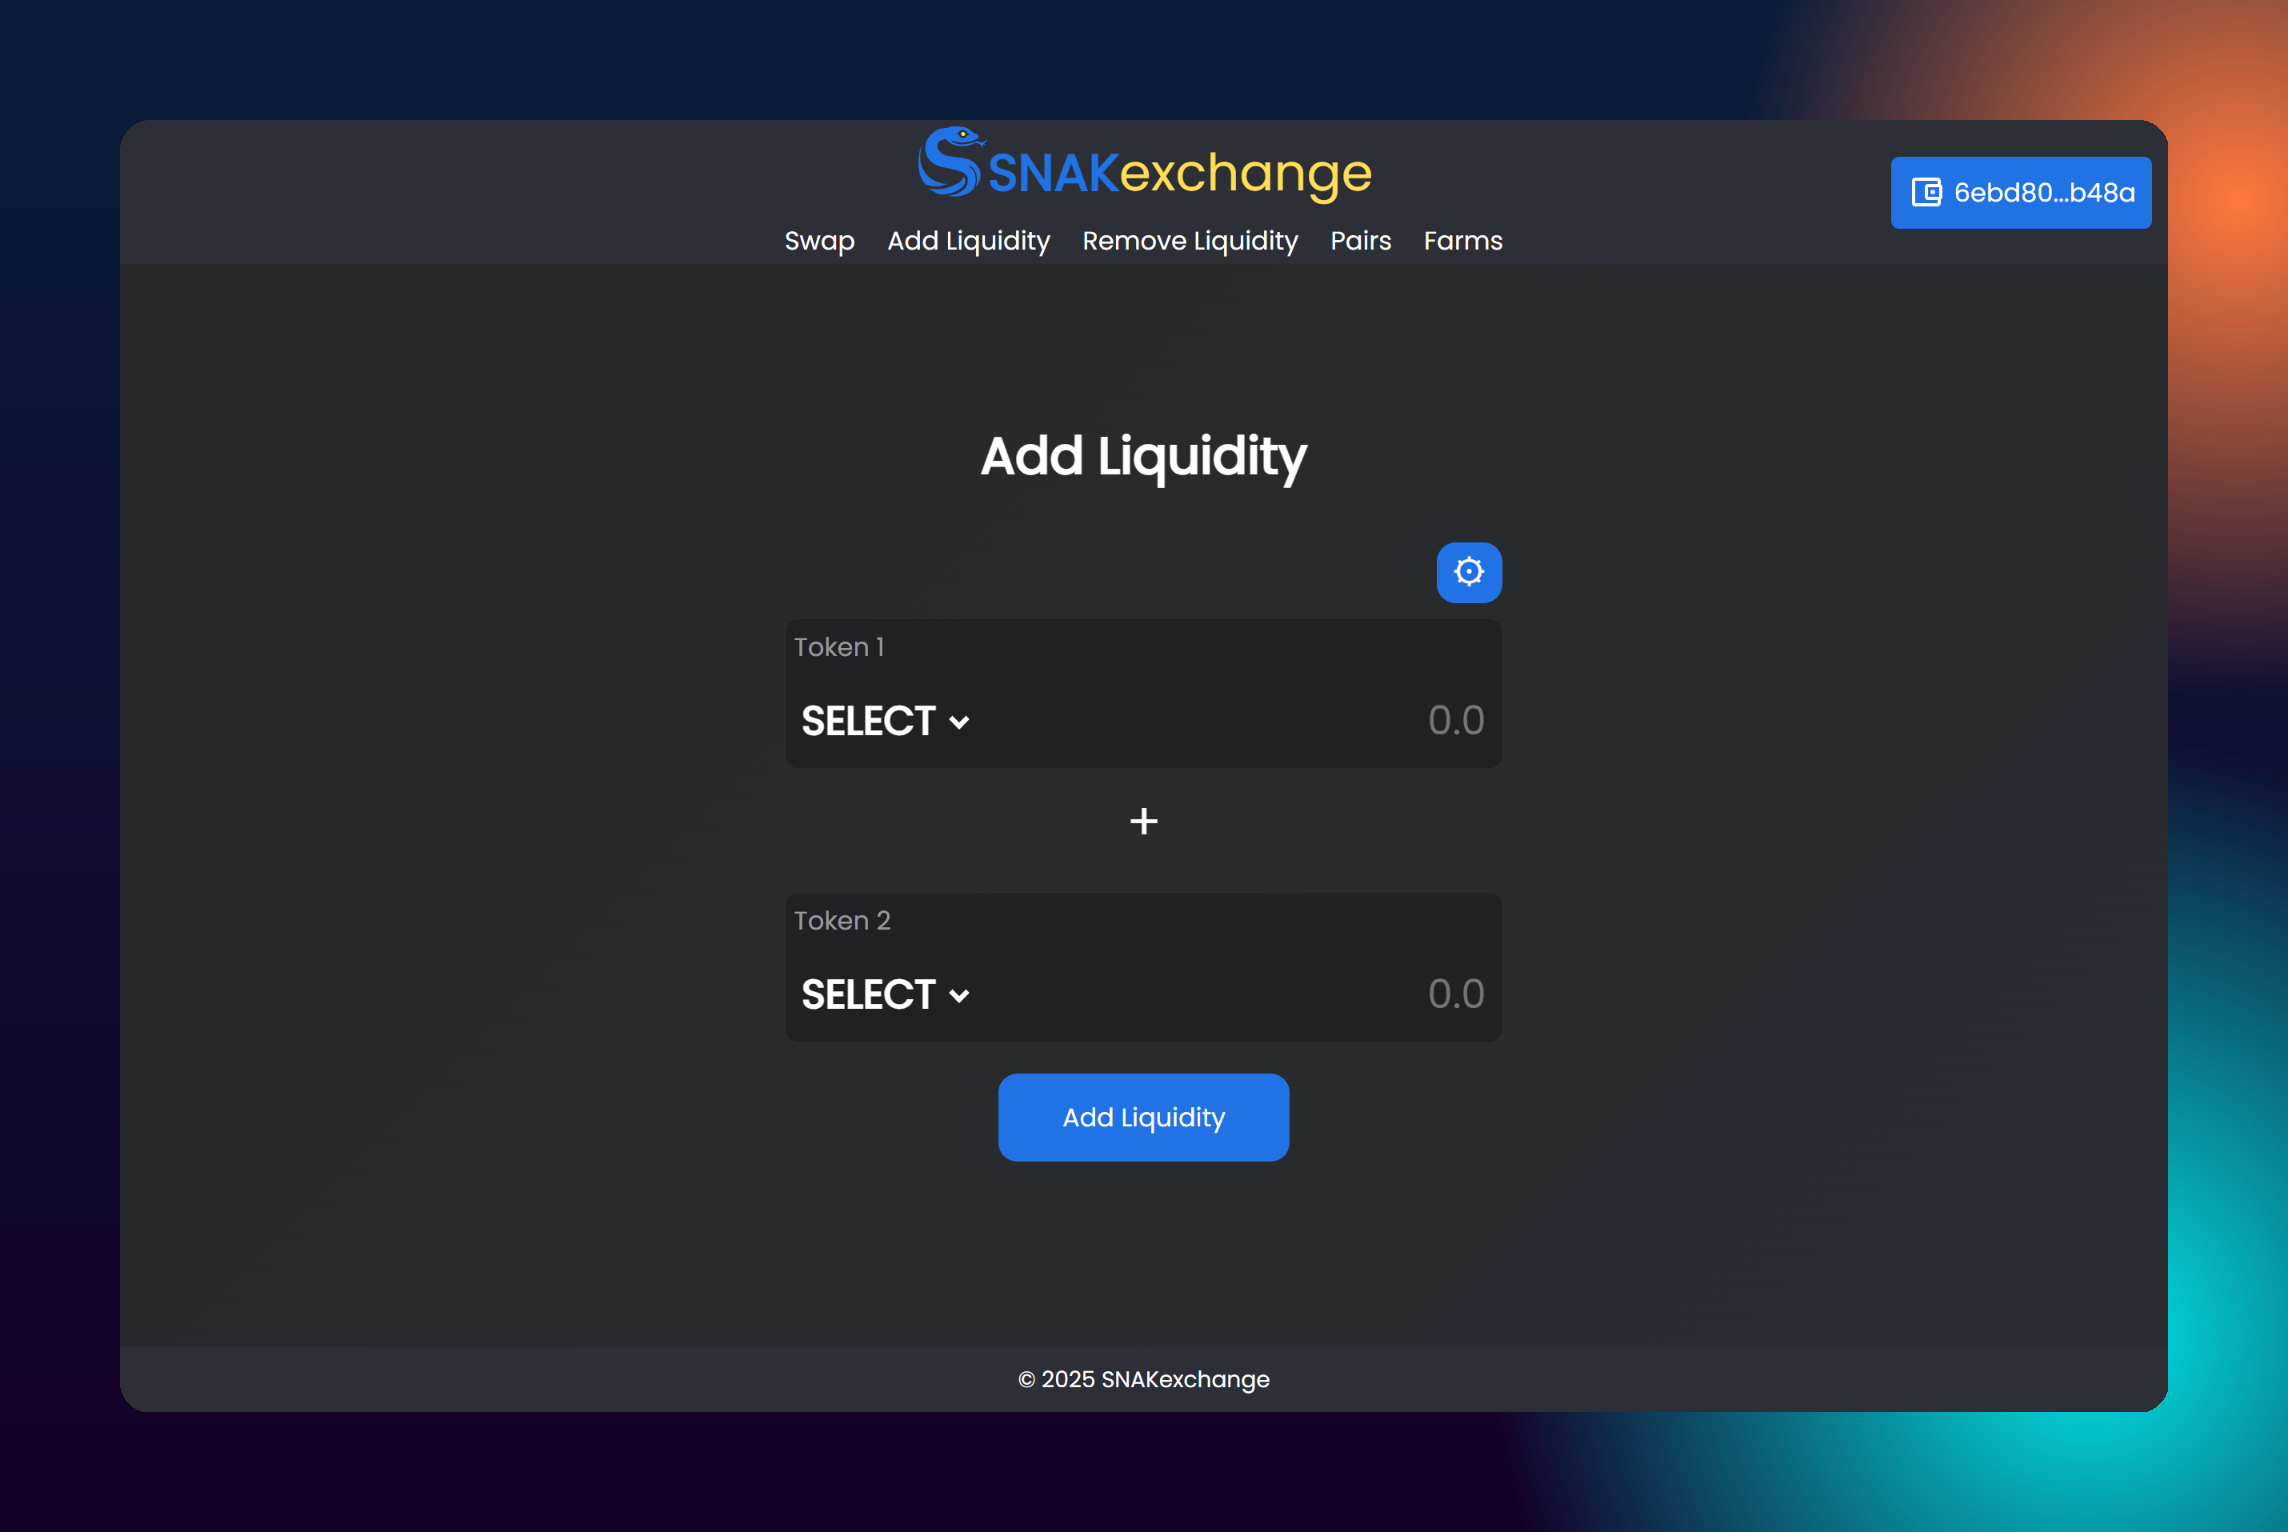 SNAKexchange
6ebd80...b48a
Swap Add Liquidity Remove Liquidity Pairs Farms
Add Liquidity
Token 1
SELECT 0.0
+
Token 2
SELECT 0.0
Add Liquidity
© 2025 SNAKexchange